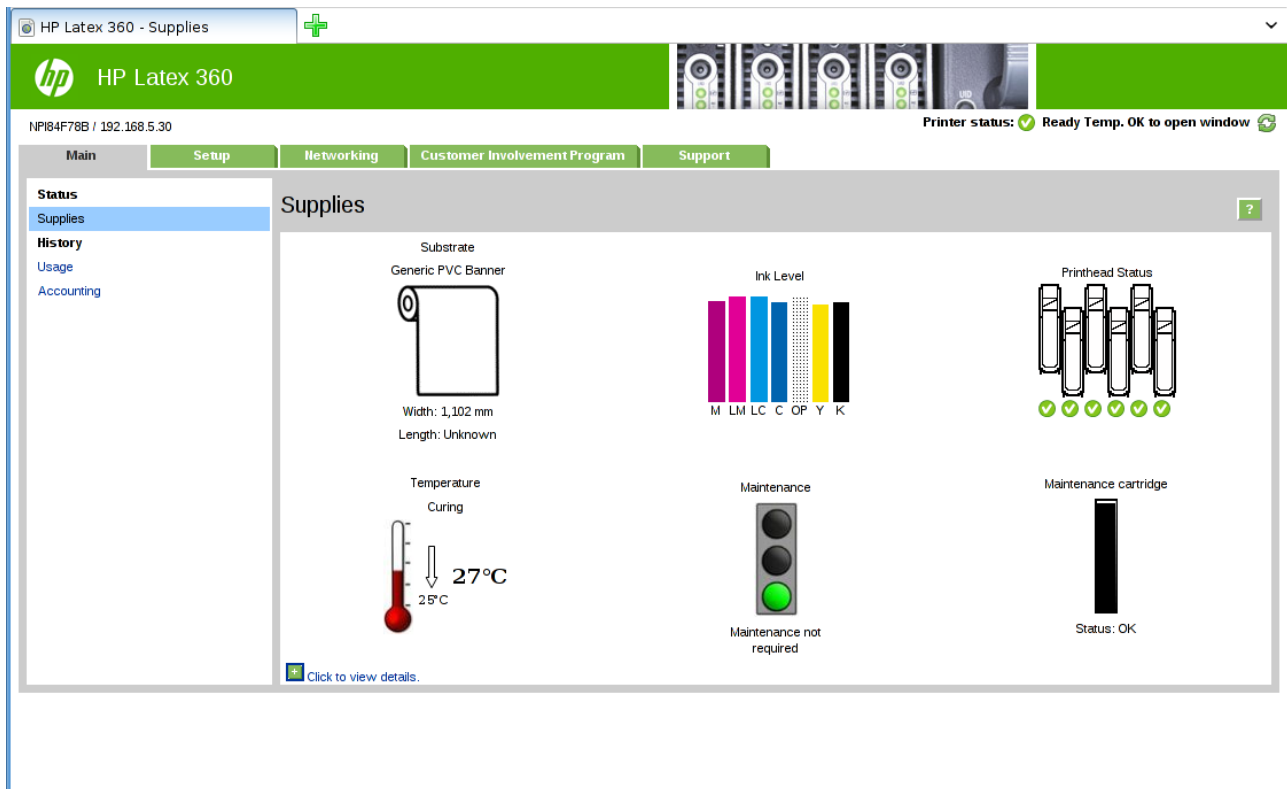 HP Latex 360 - Supplies
hp HP Latex 360
UID
NPI84F78B / 192.168.5.30
Printer status: Ready Temp. OK to open window
Main Setup Networking Customer Involvement Program Support
Status
Supplies
History
Usage
Accounting
Supplies
?
Substrate
Generic PVC Banner
Width: 1,102 mm
Length: Unknown
Ink Level
M LM LC C OP Y K
Printhead Status
Temperature
Curing
27°C
25°C
Maintenance
Maintenance not
required
Maintenance cartridge
Status: OK
Click to view details.